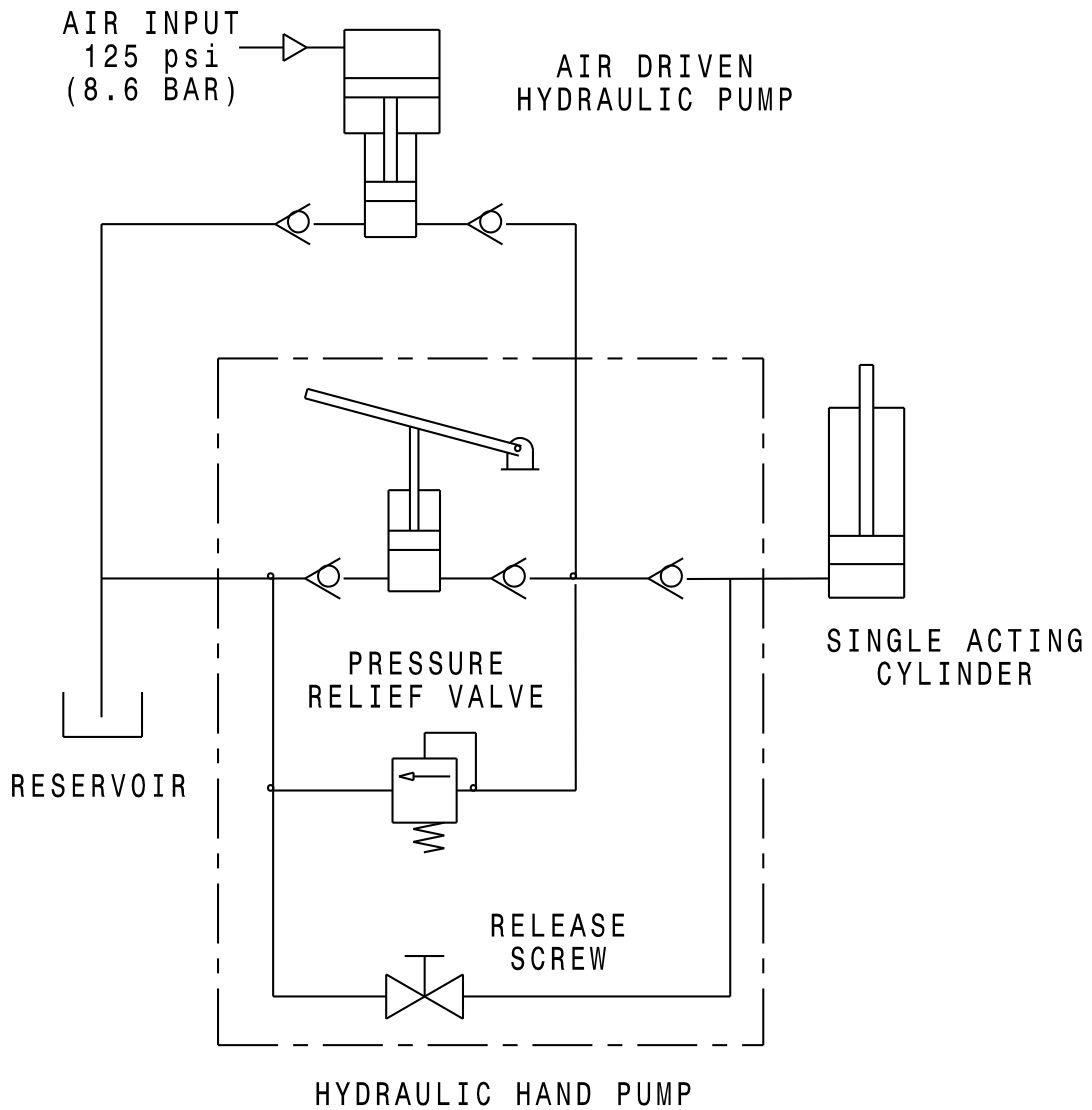 AIR INPUT
125 psi
(8.6 BAR)
AIR DRIVEN
HYDRAULIC PUMP
SINGLE ACTING
CYLINDER
PRESSURE
RELIEF VALVE
RESERVOIR
RELEASE
SCREW
HYDRAULIC HAND PUMP